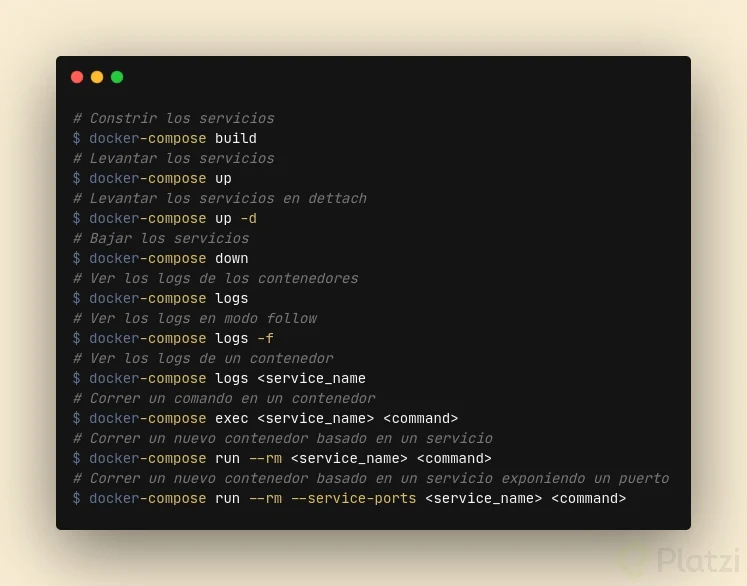 # Constrir los servicios
$ docker-compose build
# Levantar los servicios
$ docker-compose up
# Levantar los servicios en dettach
$ docker-compose up -d
# Bajar los servicios
$ docker-compose down
# Ver los logs de los contenedores
$ docker-compose logs
# Ver los logs en modo follow
$ docker-compose logs -f
# Ver los logs de un contenedor
$ docker-compose logs <service_name
# Correr un comando en un contenedor
$ docker-compose exec <service_name> <command>
# Correr un nuevo contenedor basado en un servicio
$ docker-compose run --rm <service_name> <command>
# Correr un nuevo contenedor basado en un servicio exponiendo un puerto
$ docker-compose run --rm --service-ports <service_name> <command>
Platzi